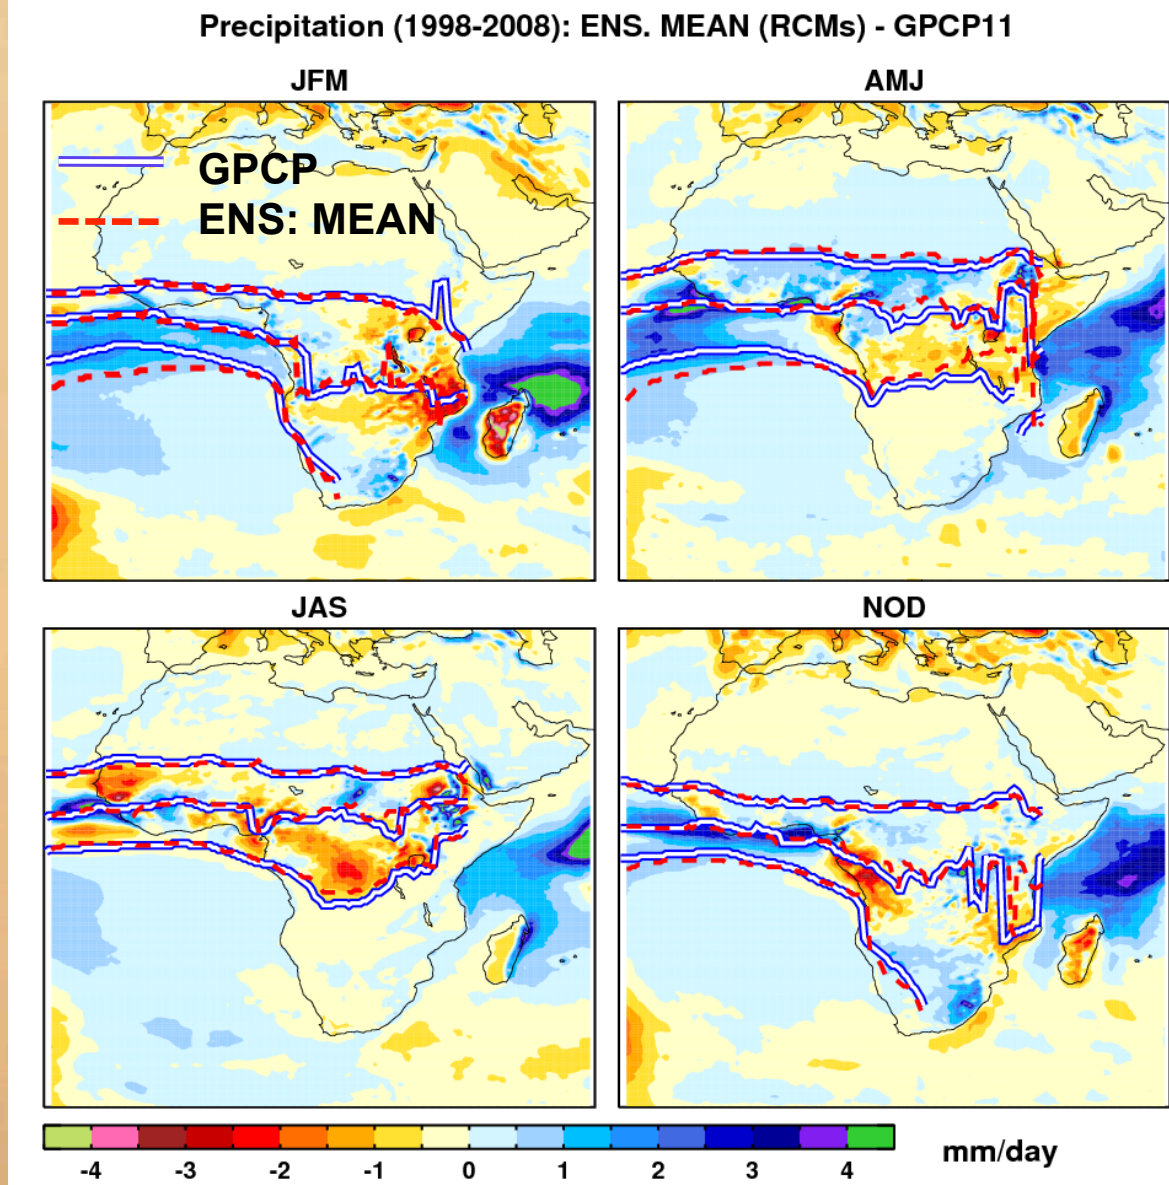 Precipitation (1998-2008): ENS. MEAN (RCMs) - GPCP11
JFM
AMJ
GPCP
ENS: MEAN
JAS
NOD
-4 -3 -2 -1 0 1 2 3 4 mm/day